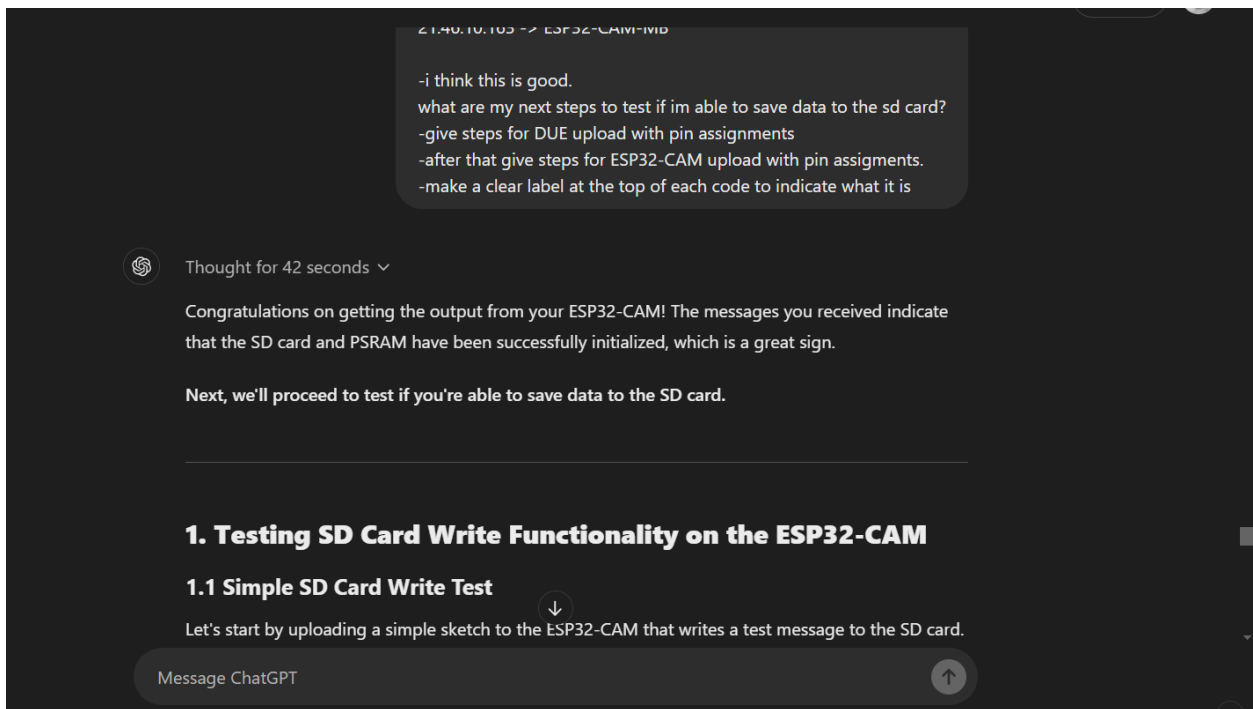 21:46:10.165 -> ESP32-CAM-MB
-i think this is good.
what are my next steps to test if im able to save data to the sd card?
-give steps for DUE upload with pin assignments
-after that give steps for ESP32-CAM upload with pin assigments.
-make a clear label at the top of each code to indicate what it is
Thought for 42 seconds
Congratulations on getting the output from your ESP32-CAM! The messages you received indicate
that the SD card and PSRAM have been successfully initialized, which is a great sign.
Next, we'll proceed to test if you're able to save data to the SD card.
1. Testing SD Card Write Functionality on the ESP32-CAM
1.1 Simple SD Card Write Test
Let's start by uploading a simple sketch to the ESP32-CAM that writes a test message to the SD card.
Message ChatGPT